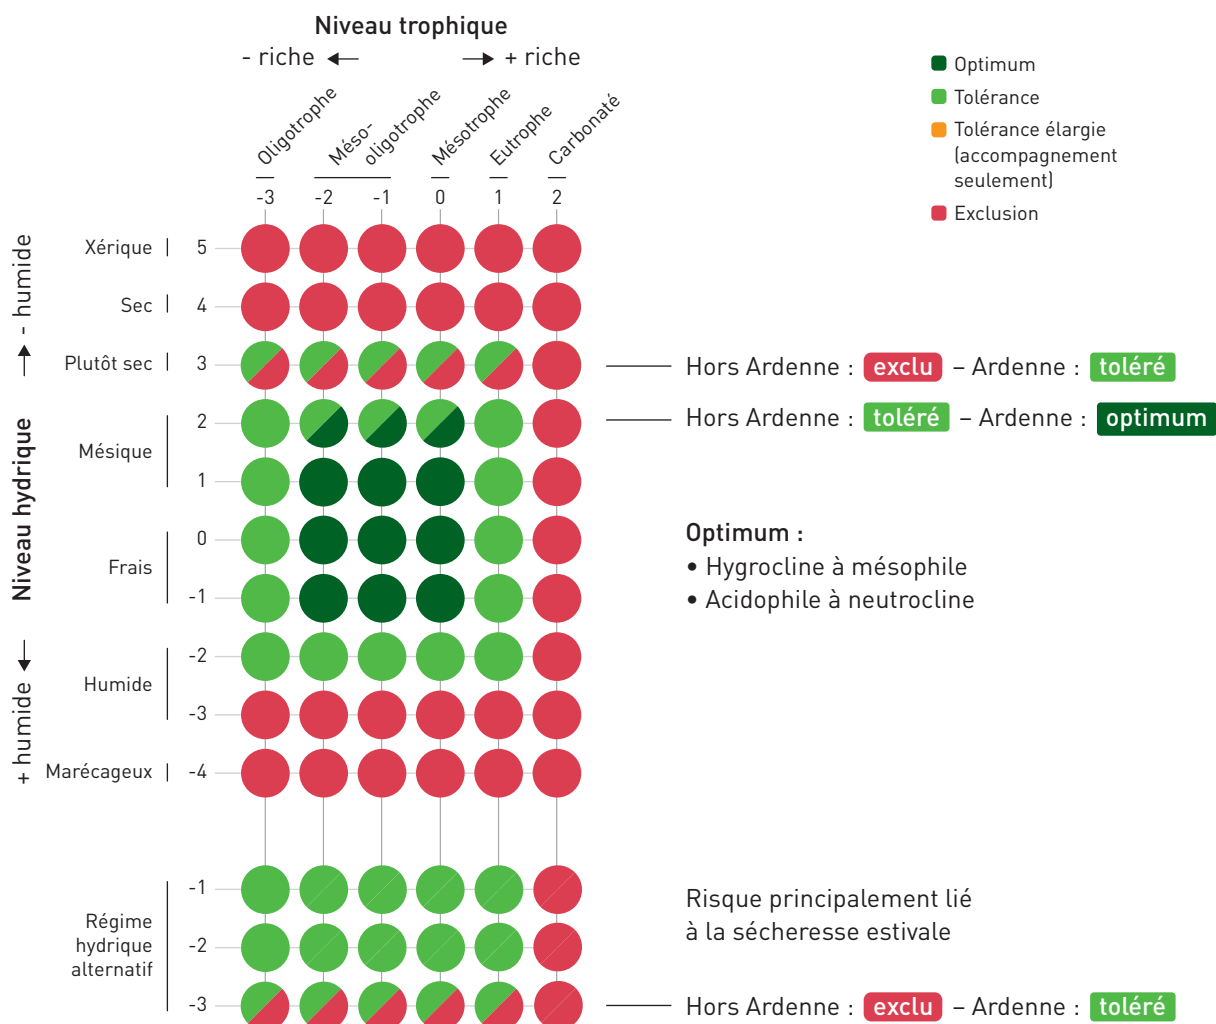 Niveau trophique
- riche ← → + riche
Oligotrophe
Méso-
oligotrophe
Mésotrophe
Eutrophe
Carbonaté
-3 -2 -1 0 1 2
Optimum
Tolérance
Tolérance élargie
(accompagnement
seulement)
Exclusion
Niveau hydrique
→ - humide
+ humide ←
Xérique 5
Sec 4
Plutôt sec 3
Hors Ardenne : exclu – Ardenne : toléré
2
Hors Ardenne : toléré – Ardenne : optimum
Mésique
1
0
Frais
-1
Optimum :
• Hygrocline à mésophile
• Acidophile à neutrocline
-2
Humide
-3
Marécageux -4
-1
Régime
hydrique
alternatif
-2
Risque principalement lié
à la sécheresse estivale
-3
Hors Ardenne : exclu – Ardenne : toléré